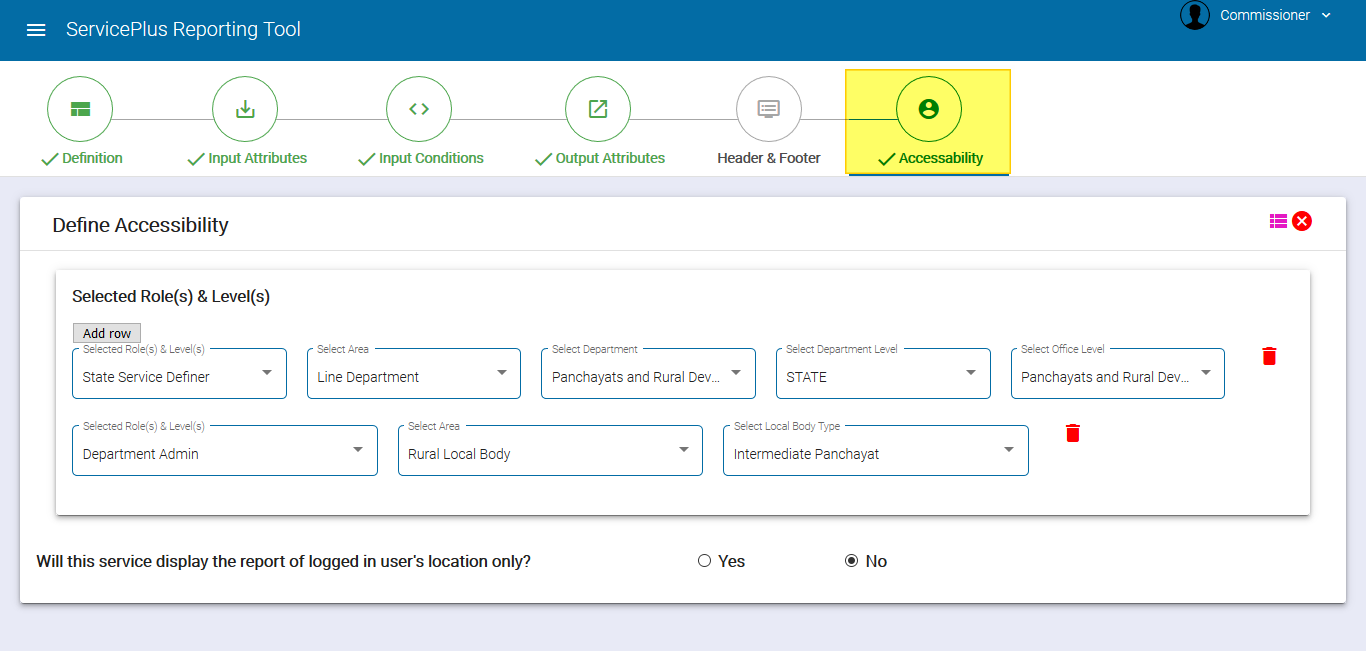 ServicePlus Reporting Tool
Commissioner
Definition
Input Attributes
Input Conditions
Output Attributes
Header & Footer
Accessability
Define Accessibility
Selected Role(s) & Level(s)
Add row
Selected Role(s) & Level(s)
Select Area
Select Department
Select Department Level
Select Office Level
State Service Definer
Line Department
Panchayats and Rural Dev...
STATE
Panchayats and Rural Dev...
Selected Role(s) & Level(s)
Select Area
Select Local Body Type
Department Admin
Rural Local Body
Intermediate Panchayat
Will this service display the report of logged in user's location only?
Yes
No